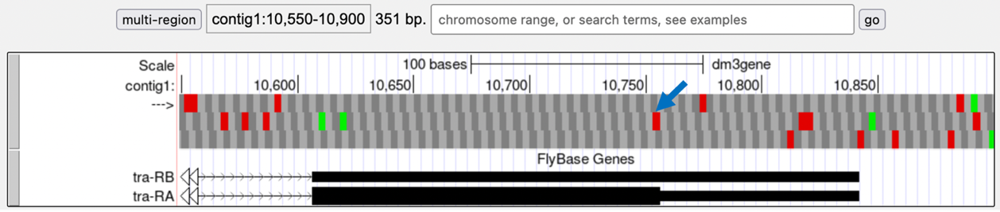 multi-region contig1:10,550-10,900 351 bp. chromosome range, or search terms, see examples go
Scale 100 bases dm3gene
contig1: 10,600 10,650 10,700 10,750 10,800 10,850
--->
FlyBase Genes
tra-RB
tra-RA